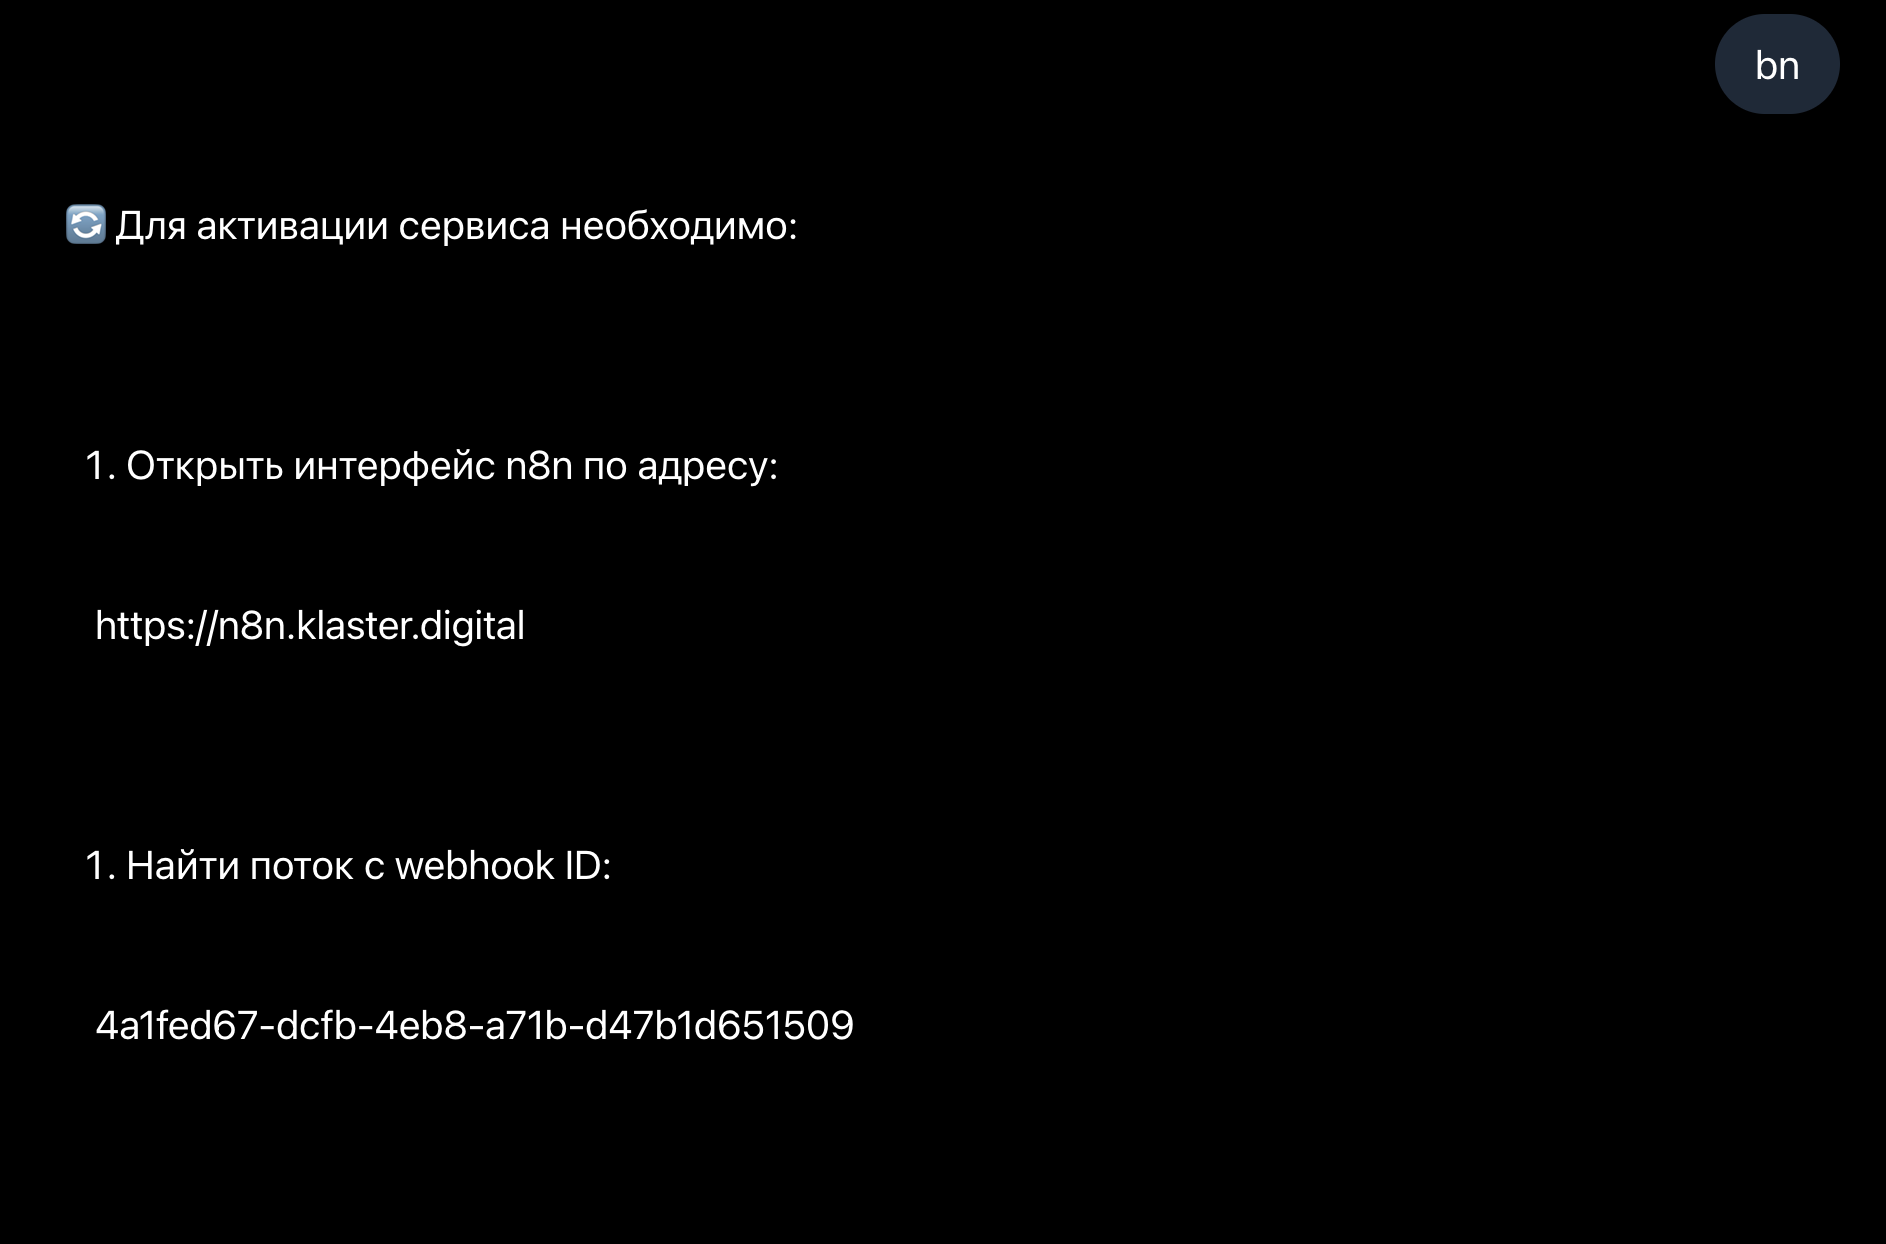 bn
🔄 Для активации сервиса необходимо:
1. Открыть интерфейс n8n по адресу:
https://n8n.klaster.digital
1. Найти поток с webhook ID:
4a1fed67-dcfb-4eb8-a71b-d47b1d651509